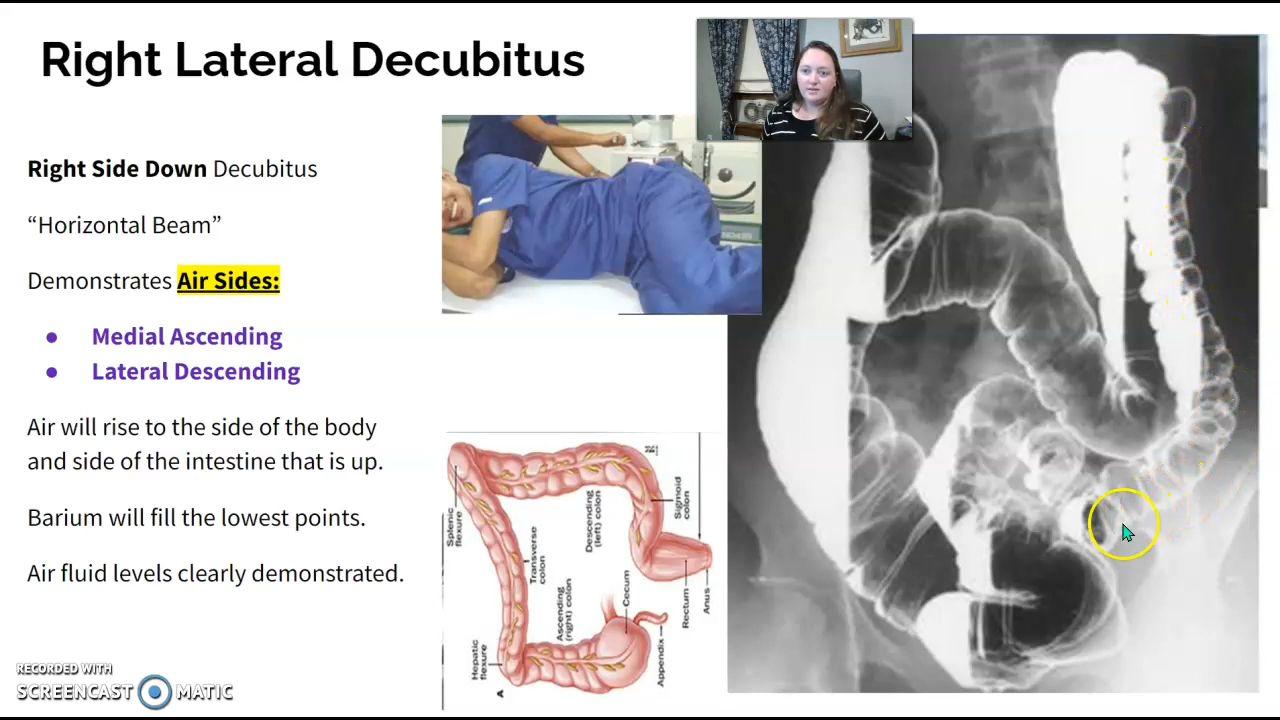 Right Lateral Decubitus
Right Side Down Decubitus
“Horizontal Beam”
Demonstrates Air Sides:
● Medial Ascending
● Lateral Descending
Air will rise to the side of the body
and side of the intestine that is up.
Barium will fill the lowest points.
Air fluid levels clearly demonstrated.
Splenic
flexure
Transverse
colon
Descending
(left) colon
Sigmoid
colon
Ascending
(right) colon
Cecum
Rectum
Anus
Appendix
Hepatic
flexure
A
RECORDED WITH
SCREENCAST MATIC